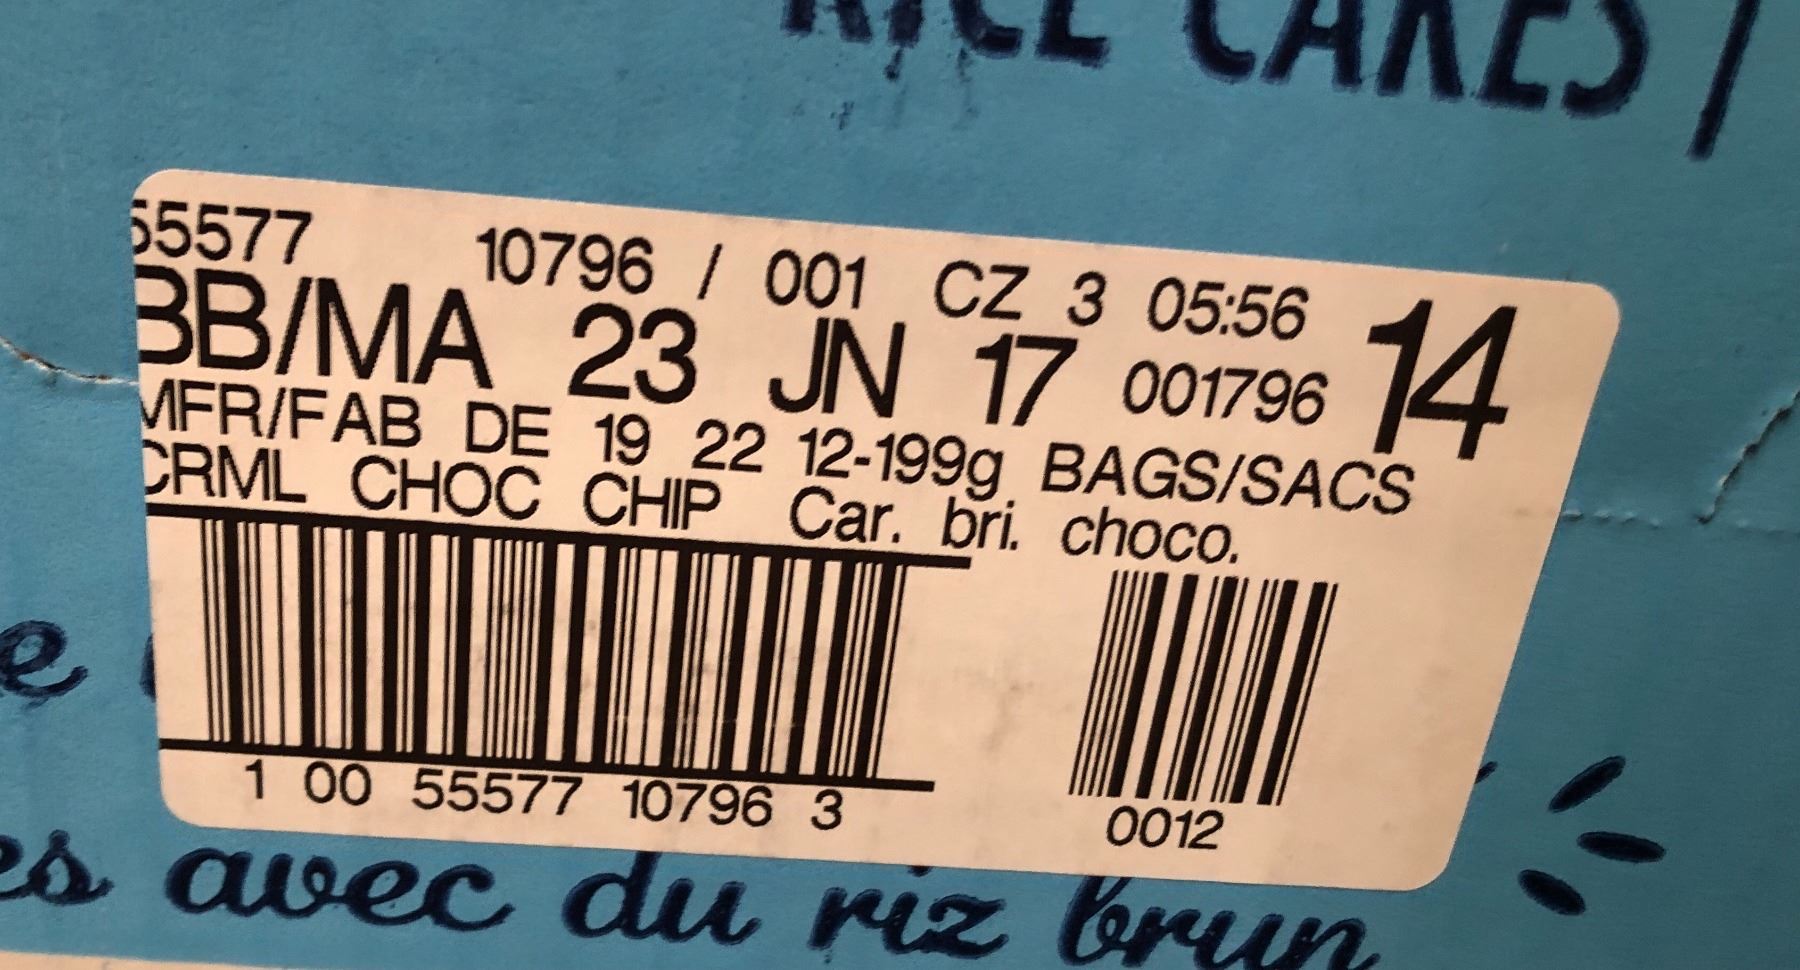 RICE CAKES |
55577 10796 / 001 CZ 3 05:56
BB/MA 23 JN 17 001796 14
MFR/FAB DE 19 22 12-199g BAGS/SACS
CRML CHOC CHIP Car. bri. choco.
1 00 55577 10796 3
0012
avec du riz brun